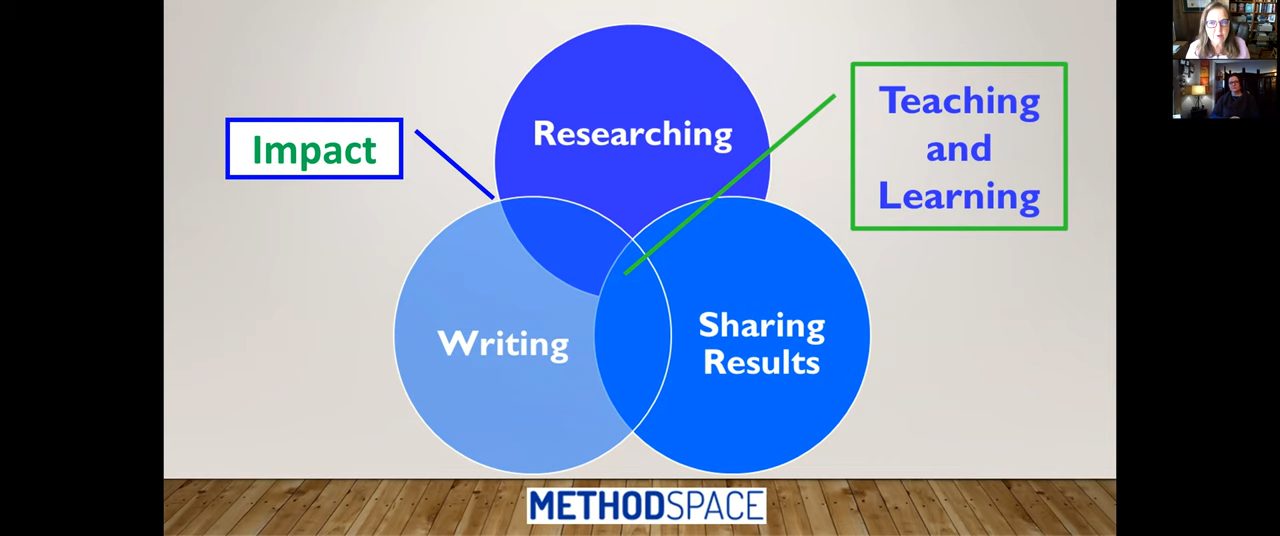 Impact
Researching
Teaching
and
Learning
Writing
Sharing
Results
METHODSPACE